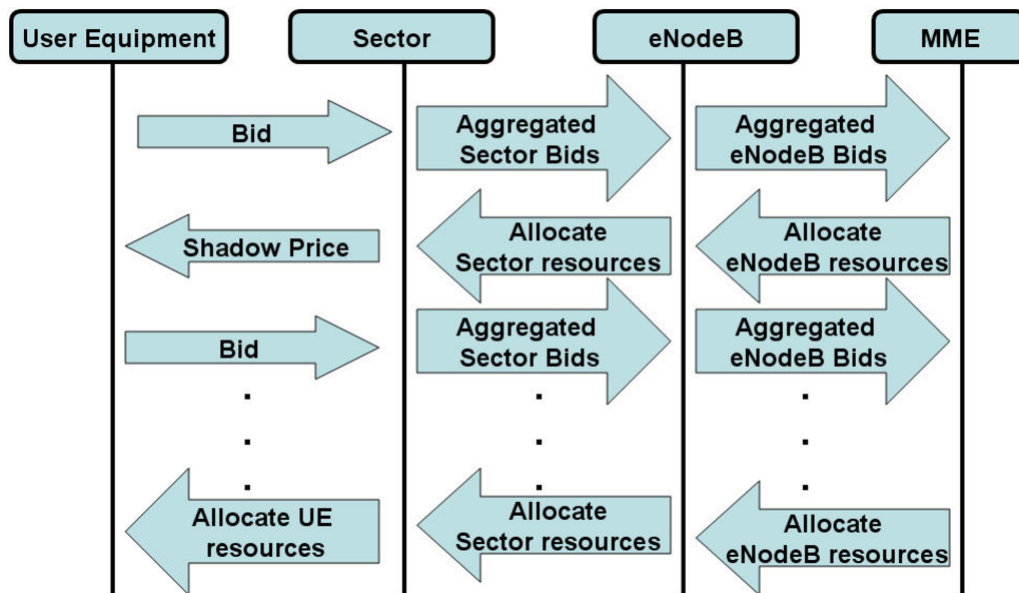 User Equipment
Sector
eNodeB
MME
Bid
Aggregated
Sector Bids
Aggregated
eNodeB Bids
Shadow Price
Allocate
Sector resources
Allocate
eNodeB resources
Bid
Aggregated
Sector Bids
Aggregated
eNodeB Bids
Allocate UE
resources
Allocate
Sector resources
Allocate
eNodeB resources